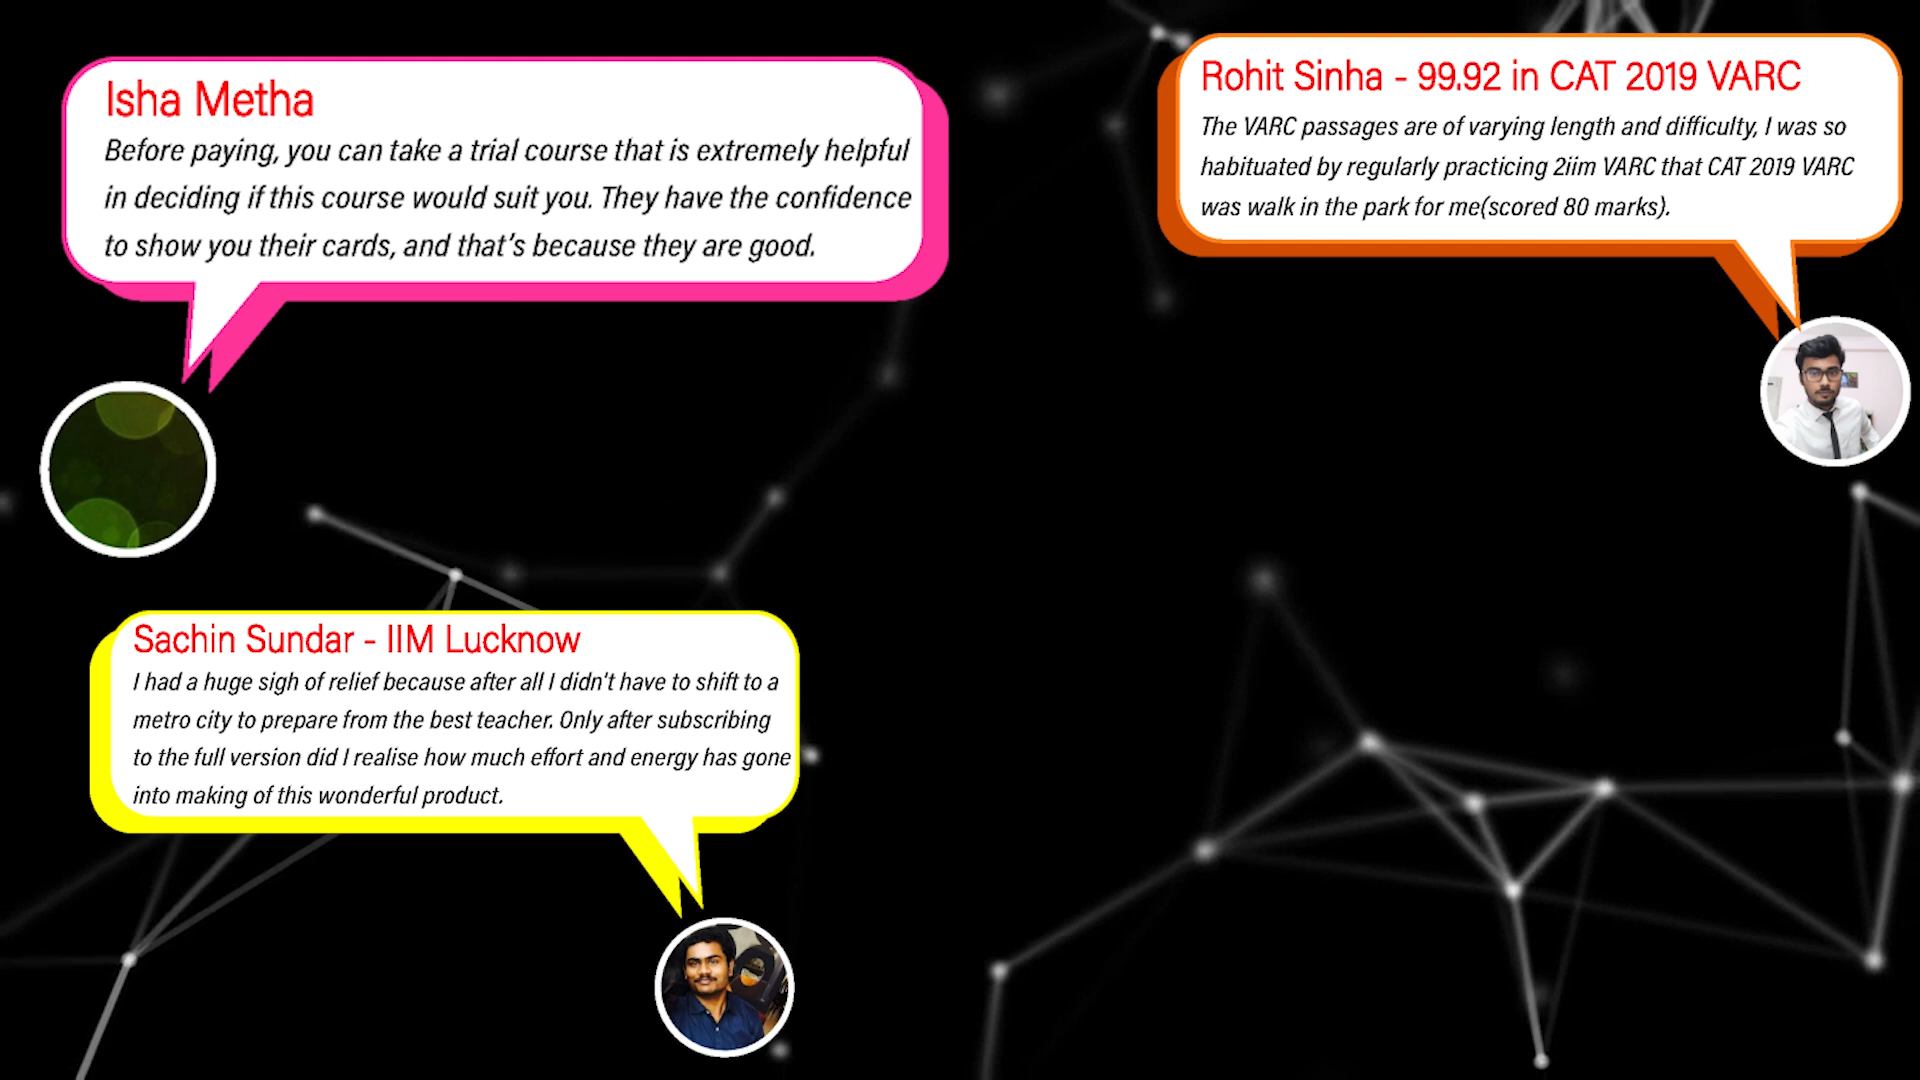 Isha Metha
Before paying, you can take a trial course that is extremely helpful
in deciding if this course would suit you. They have the confidence
to show you their cards, and that's because they are good.
Rohit Sinha - 99.92 in CAT 2019 VARC
The VARC passages are of varying length and difficulty, I was so
habituated by regularly practicing 2iim VARC that CAT 2019 VARC
was walk in the park for me(scored 80 marks).
Sachin Sundar - IIM Lucknow
I had a huge sigh of relief because after all I didn't have to shift to a
metro city to prepare from the best teacher. Only after subscribing
to the full version did I realise how much effort and energy has gone
into making of this wonderful product.